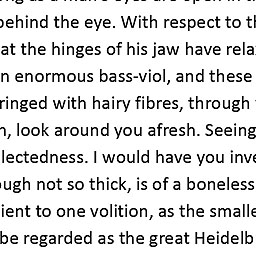 behind the eye. With respect to t
at the hinges of his jaw have rela
n enormous bass-viol, and these
ringed with hairy fibres, through
n, look around you afresh. Seeing
llectedness. I would have you inve
ough not so thick, is of a boneless
ient to one volition, as the smalle
be regarded as the great Heidelb